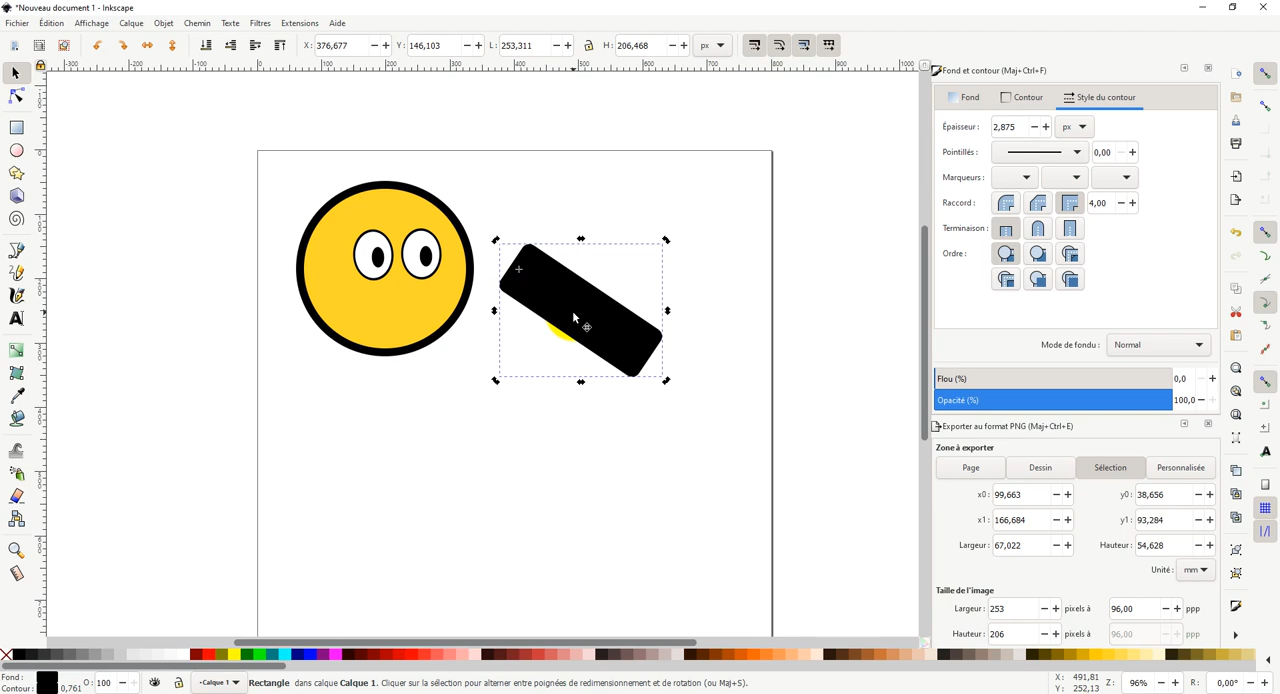 *Nouveau document 1 - Inkscape
Fichier Édition Affichage Calque Objet Chemin Texte Filtres Extensions Aide
X: 376,677 Y: 146,103 L: 253,311 H: 206,468 px
Fond et contour (Maj+Ctrl+F)
Fond Contour Style du contour
Épaisseur: 2,875 px
Pointillés: 0,00
Marqueurs:
Raccord: 4,00
Terminaison:
Ordre:
Mode de fondu: Normal
Flou (%) 0,0
Opacité (%) 100,0
Exporter au format PNG (Maj+Ctrl+E)
Zone à exporter
Page Dessin Sélection Personnalisée
x0: 99,663 y0: 38,656
x1: 166,684 y1: 93,284
Largeur: 67,022 Hauteur: 54,628
Unité: mm
Taille de l'image
Largeur: 253 pixels à 96,00 ppp
Hauteur: 206 pixels à 96,00 ppp
Fond: O: 100 -Calque 1 Rectangle dans calque Calque 1. Cliquer sur la sélection pour alterner entre poignées de redimensionnement et de rotation (ou Maj+S). X: 491,81 Z: 96% R: 0,00°
Contour: 0,761 Y: 252,13